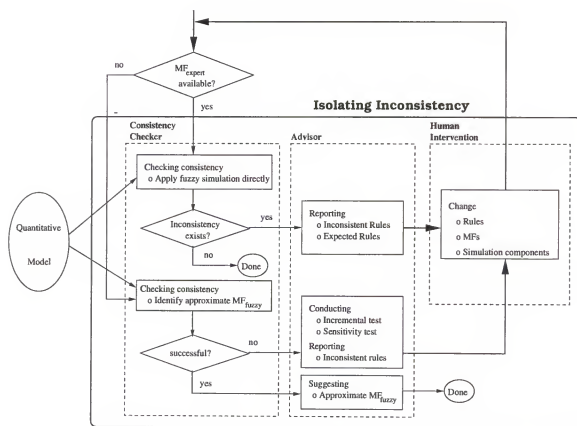 no
MF expert
available?
yes
Isolating Inconsistency
Consistency
Checker
Advisor
Human
Intervention
Checking consistency
o Apply fuzzy simulation directly
Inconsistency
exists?
yes
no
Done
Reporting
o Inconsistent Rules
o Expected Rules
Change
o Rules
o MFs
o Simulation components
Quantitative
Model
Checking consistency
o Identify approximate MF fuzzy
successful?
no
yes
Conducting
o Incremental test
o Sensitivity test
Reporting
o Inconsistent rules
Suggesting
o Approximate MF fuzzy
Done